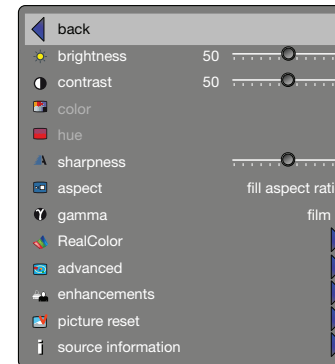 back
brightness 50
contrast 50
color
hue
sharpness
aspect fill aspect rati
gamma film
RealColor
advanced
enhancements
picture reset
source information